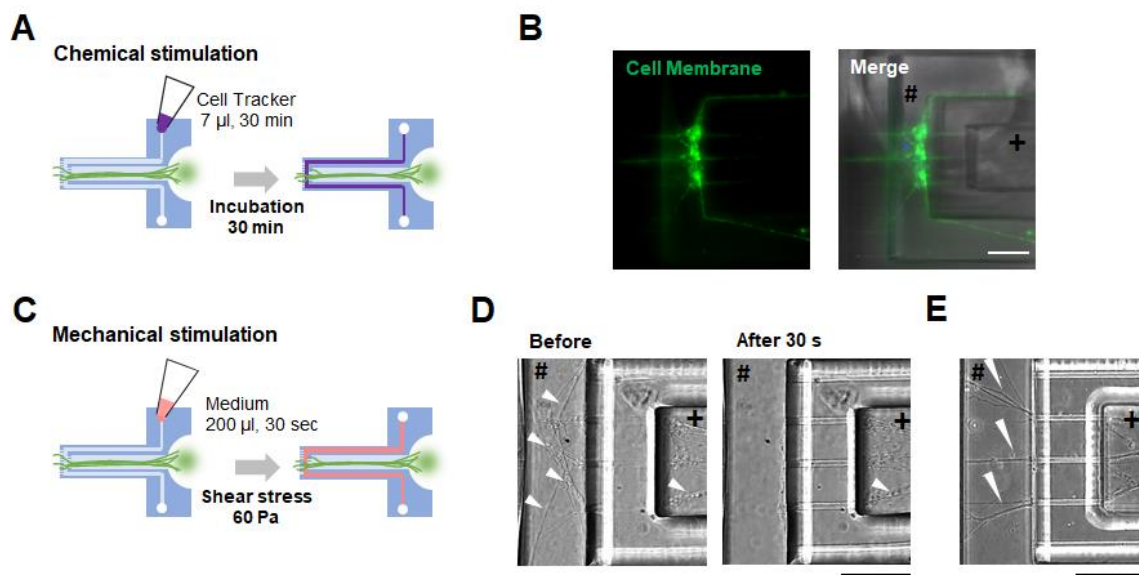 A
Chemical stimulation
Cell Tracker
7 µl, 30 min
Incubation
30 min
B
Cell Membrane
Merge
#
+
C
Mechanical stimulation
Medium
200 µl, 30 sec
Shear stress
60 Pa
D
Before
#
+
After 30 s
#
+
E
#
+